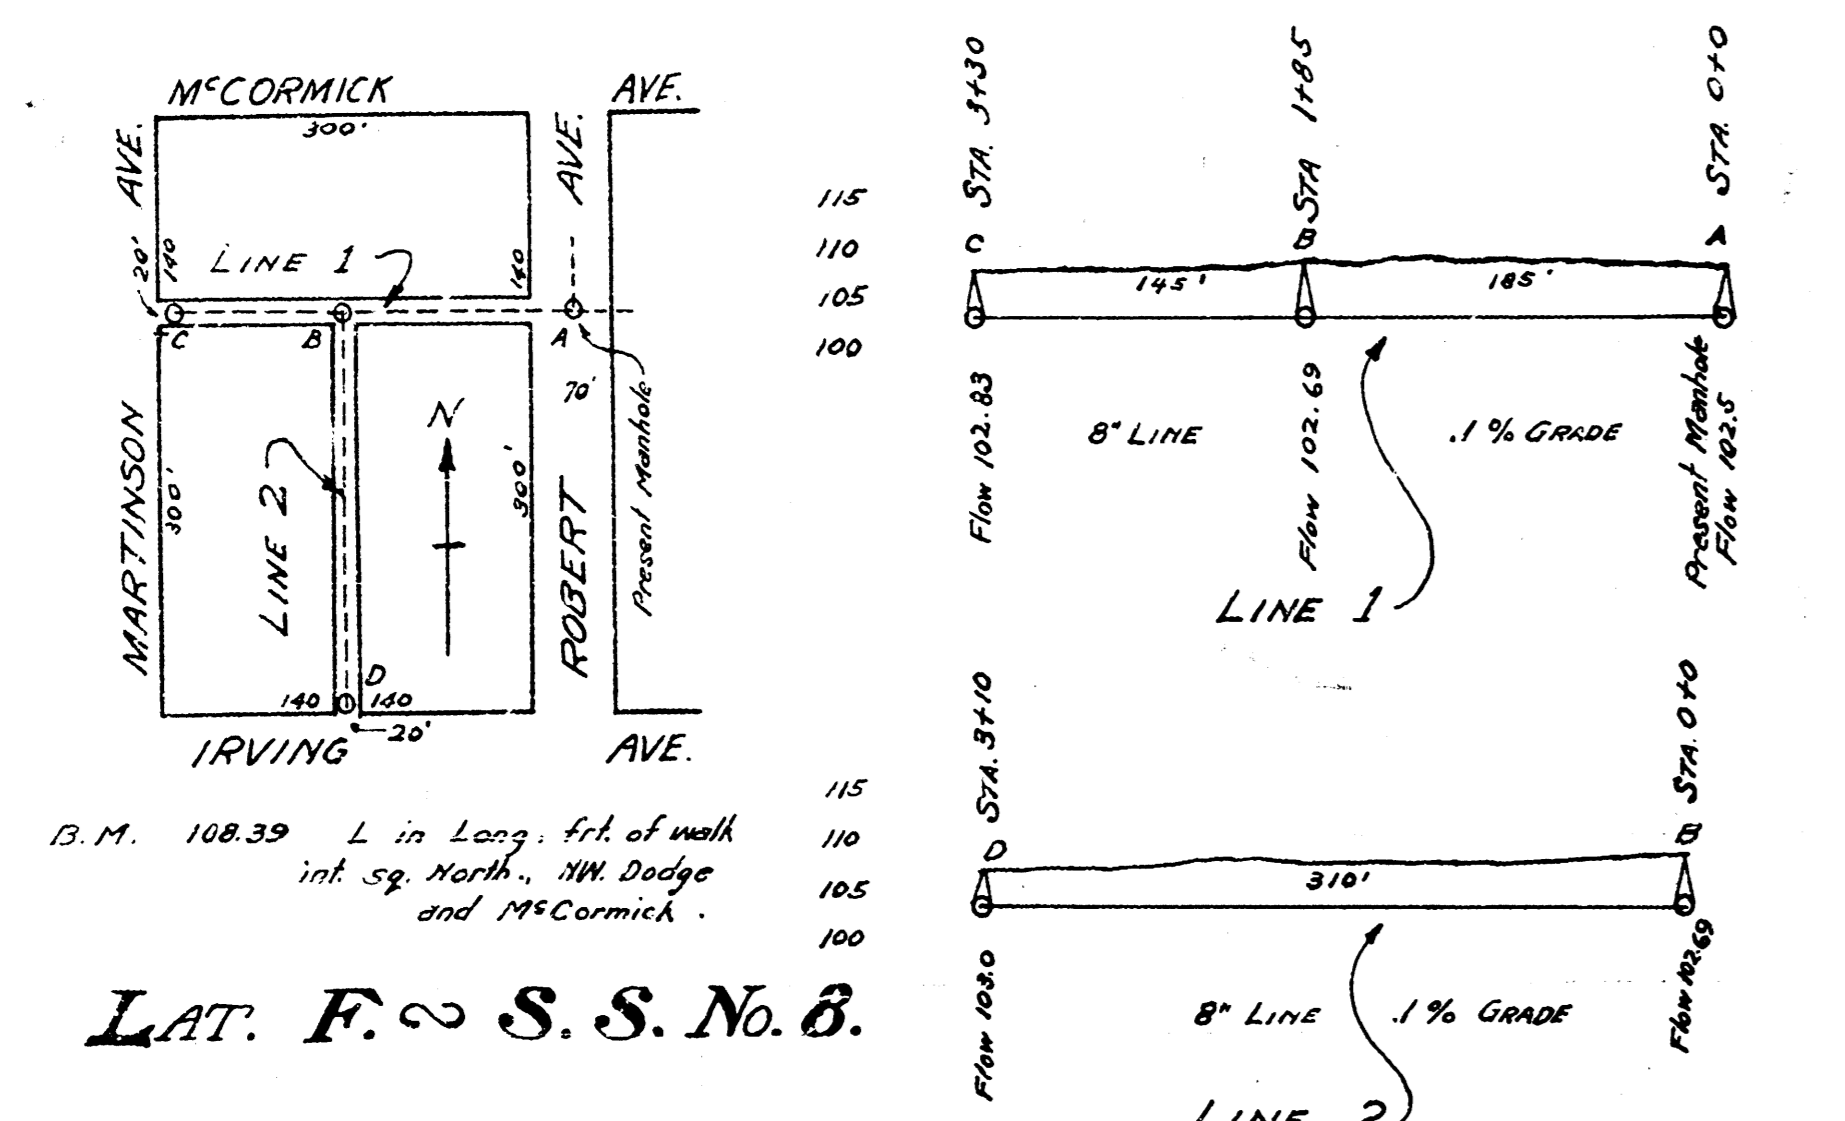 McCORMICK AVE.
300'
AVE.
AVE.
20'
140
LINE 1
140
C
B
A
70'
Present Manhole
N
MARTINSON
300'
LINE 2
300'
ROBERT
D
140
140
20'
IRVING AVE.
B.M. 108.39 L in Long. frt. of walk
int. sq. North., NW. Dodge
and McCormick.
LAT. F. ~ S. S. No. 3.
115
110
105
100
C STA. 3+30
B STA 1+85
A STA. 0+0
145'
185'
Flow 102.83
8" LINE
Flow 102.69
.1% GRADE
Present Manhole
Flow 102.5
LINE 1
115
110
105
100
D STA. 3+10
B STA. 0+0
310'
Flow 103.0
8" LINE
.1% GRADE
Flow 102.69
LINE 2